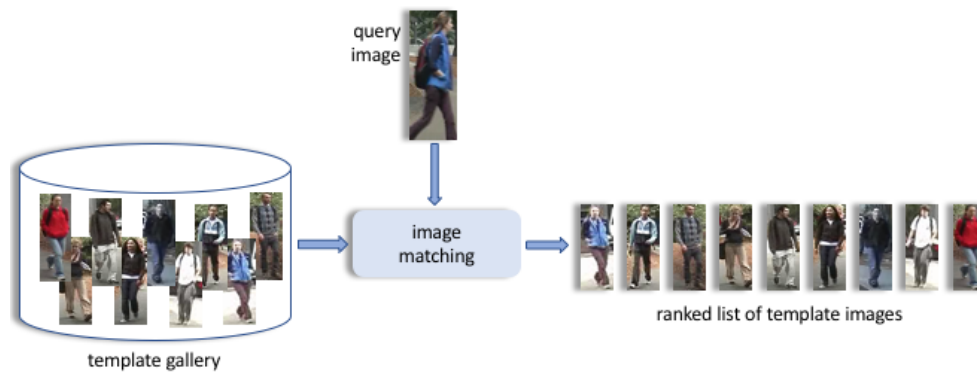 query
image
image
matching
template gallery
ranked list of template images